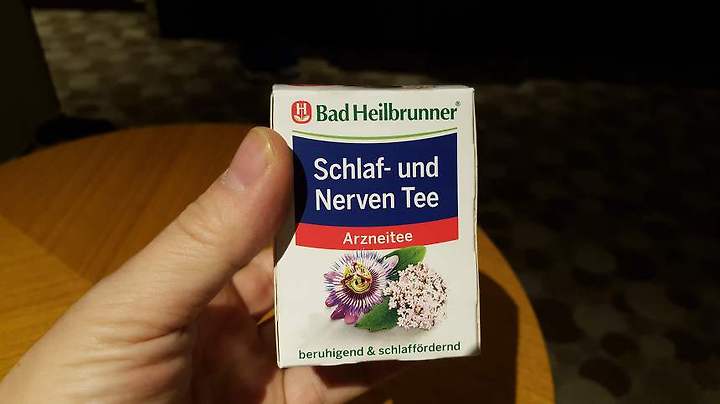 Bad Heilbrunner®
Schlaf- und
Nerven Tee
Arzneitee
beruhigend & schlaffördernd